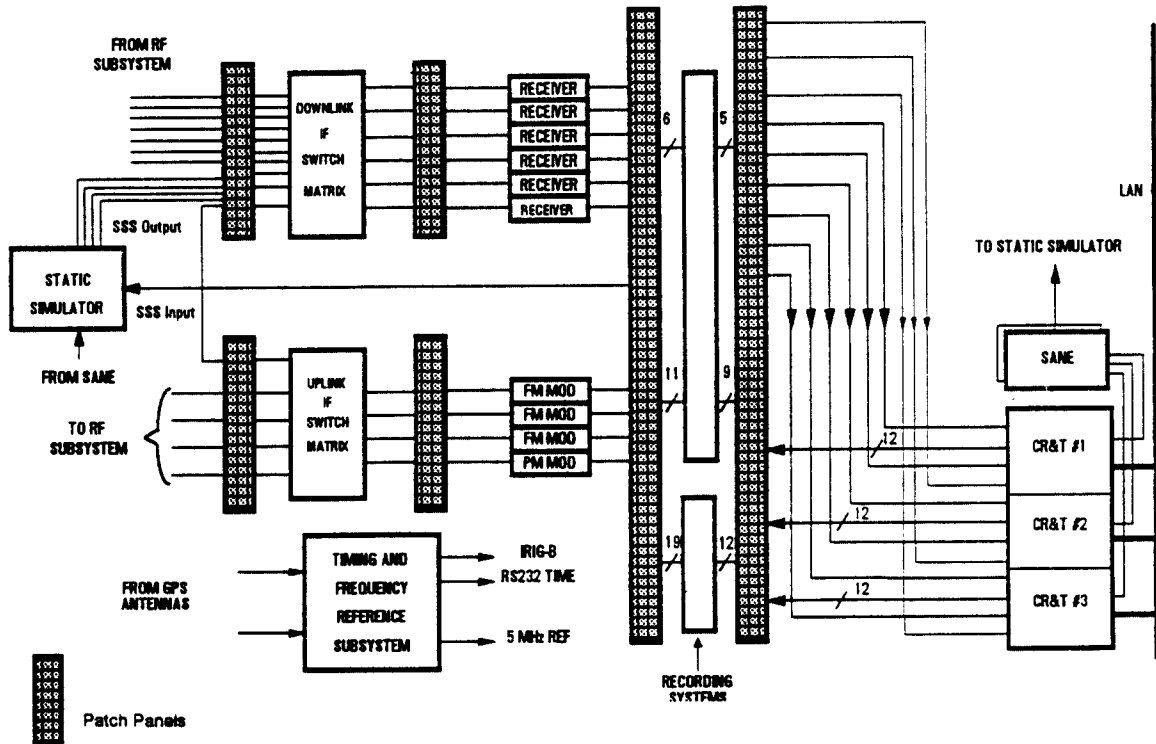 FROM RF
SUBSYSTEM
DOWNLINK
IF
SWITCH
MATRIX
RECEIVER
RECEIVER
RECEIVER
RECEIVER
RECEIVER
RECEIVER
6
5
LAN
SSS Output
STATIC
SIMULATOR
SSS Input
FROM SANE
TO STATIC SIMULATOR
SANE
TO RF
SUBSYSTEM
UPLINK
IF
SWITCH
MATRIX
FM MOD
FM MOD
FM MOD
PM MOD
11
9
12
CR&T #1
12
CR&T #2
12
CR&T #3
19
12
FROM GPS
ANTENNAS
TIMING AND
FREQUENCY
REFERENCE
SUBSYSTEM
IRIG-B
RS232 TIME
5 MHz REF
RECORDING
SYSTEMS
Patch Panels